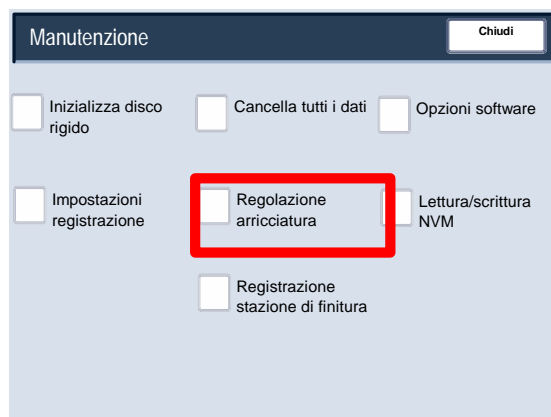 Manutenzione
Chiudi
Inizializza disco
rigido
Cancella tutti i dati
Opzioni software
Impostazioni
registrazione
Regolazione
arricciatura
Lettura/scrittura
NVM
Registrazione
stazione di finitura